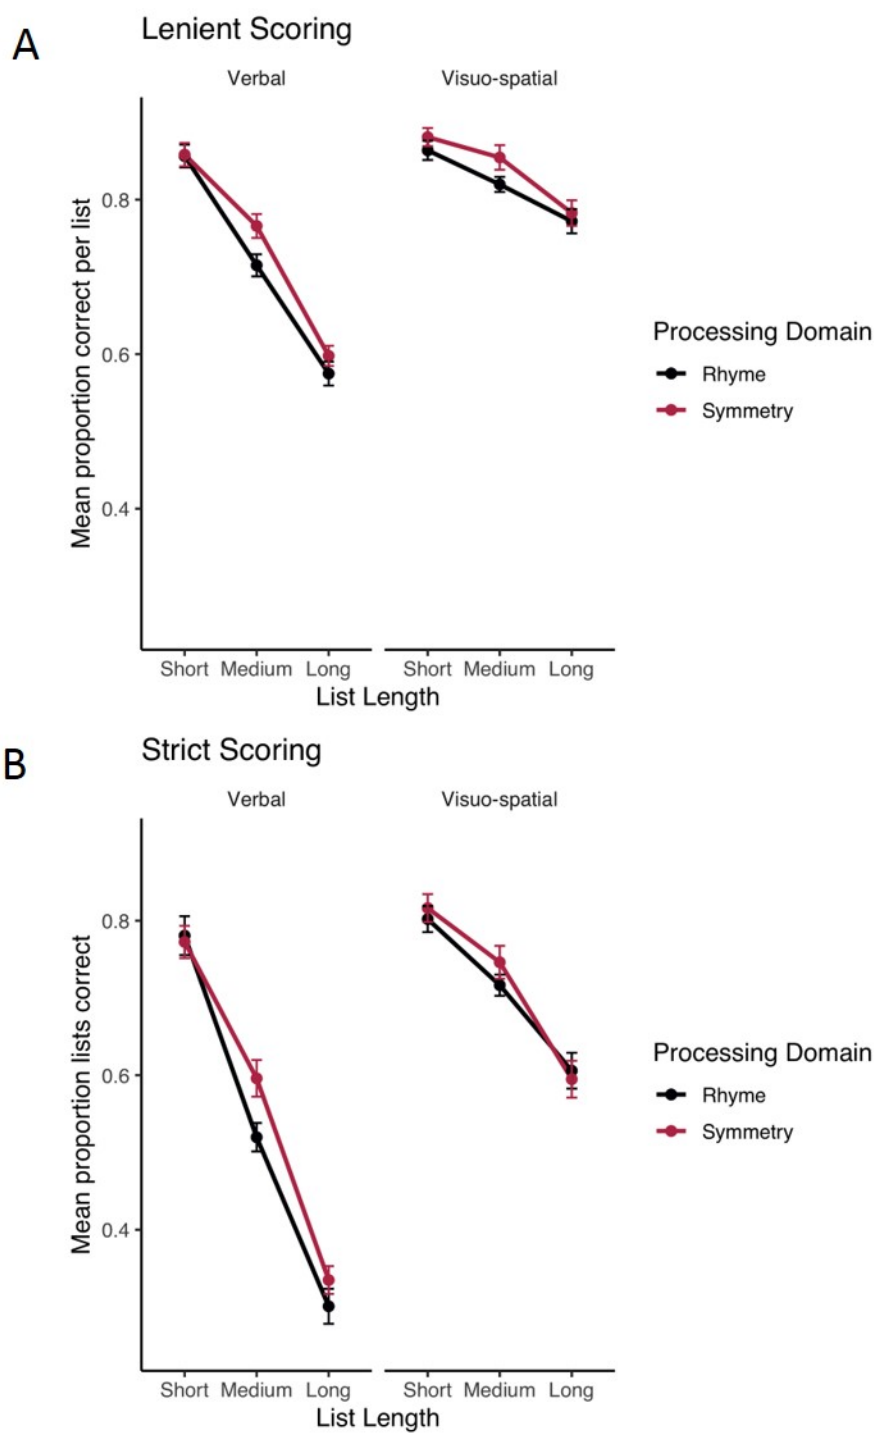 A
Lenient Scoring
Verbal
Visuo-spatial
Mean proportion correct per list
0.8
0.6
0.4
Short Medium Long
Short Medium Long
List Length
Processing Domain
Rhyme
Symmetry
B
Strict Scoring
Verbal
Visuo-spatial
Mean proportion lists correct
0.8
0.6
0.4
Short Medium Long
Short Medium Long
List Length
Processing Domain
Rhyme
Symmetry